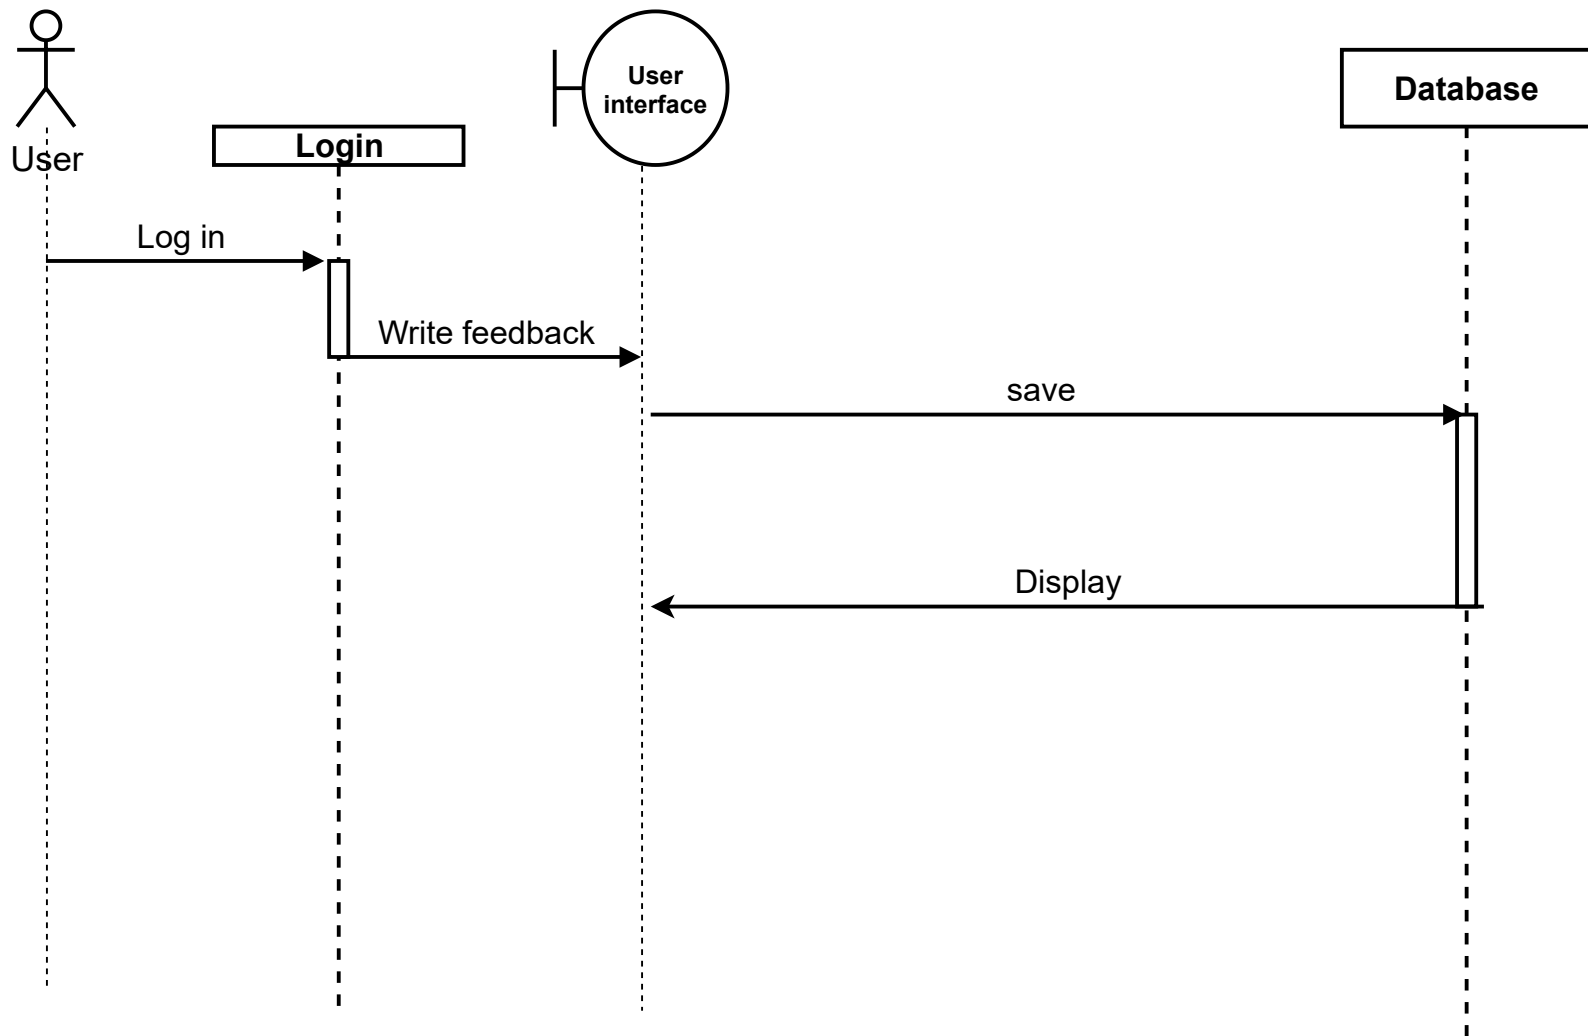 User
interface
Database
Login
User
Log in
Write feedback
save
Display